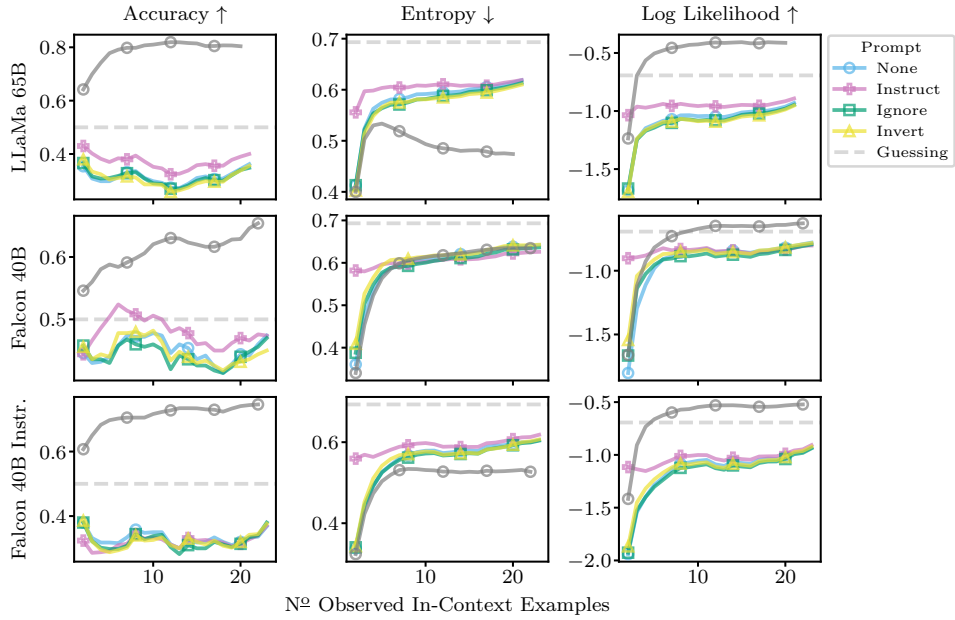 Accuracy ↑
Entropy ↓
Log Likelihood ↑
LLaMa 65B
0.8
0.6
0.4
0.7
0.6
0.5
0.4
−0.5
−1.0
−1.5
Prompt
None
Instruct
Ignore
Invert
Guessing
Falcon 40B
0.6
0.5
0.7
0.6
0.5
0.4
−1.0
−1.5
Falcon 40B Instr.
0.6
0.4
0.6
0.4
−0.5
−1.0
−1.5
−2.0
10
20
10
20
10
20
Nº Observed In-Context Examples